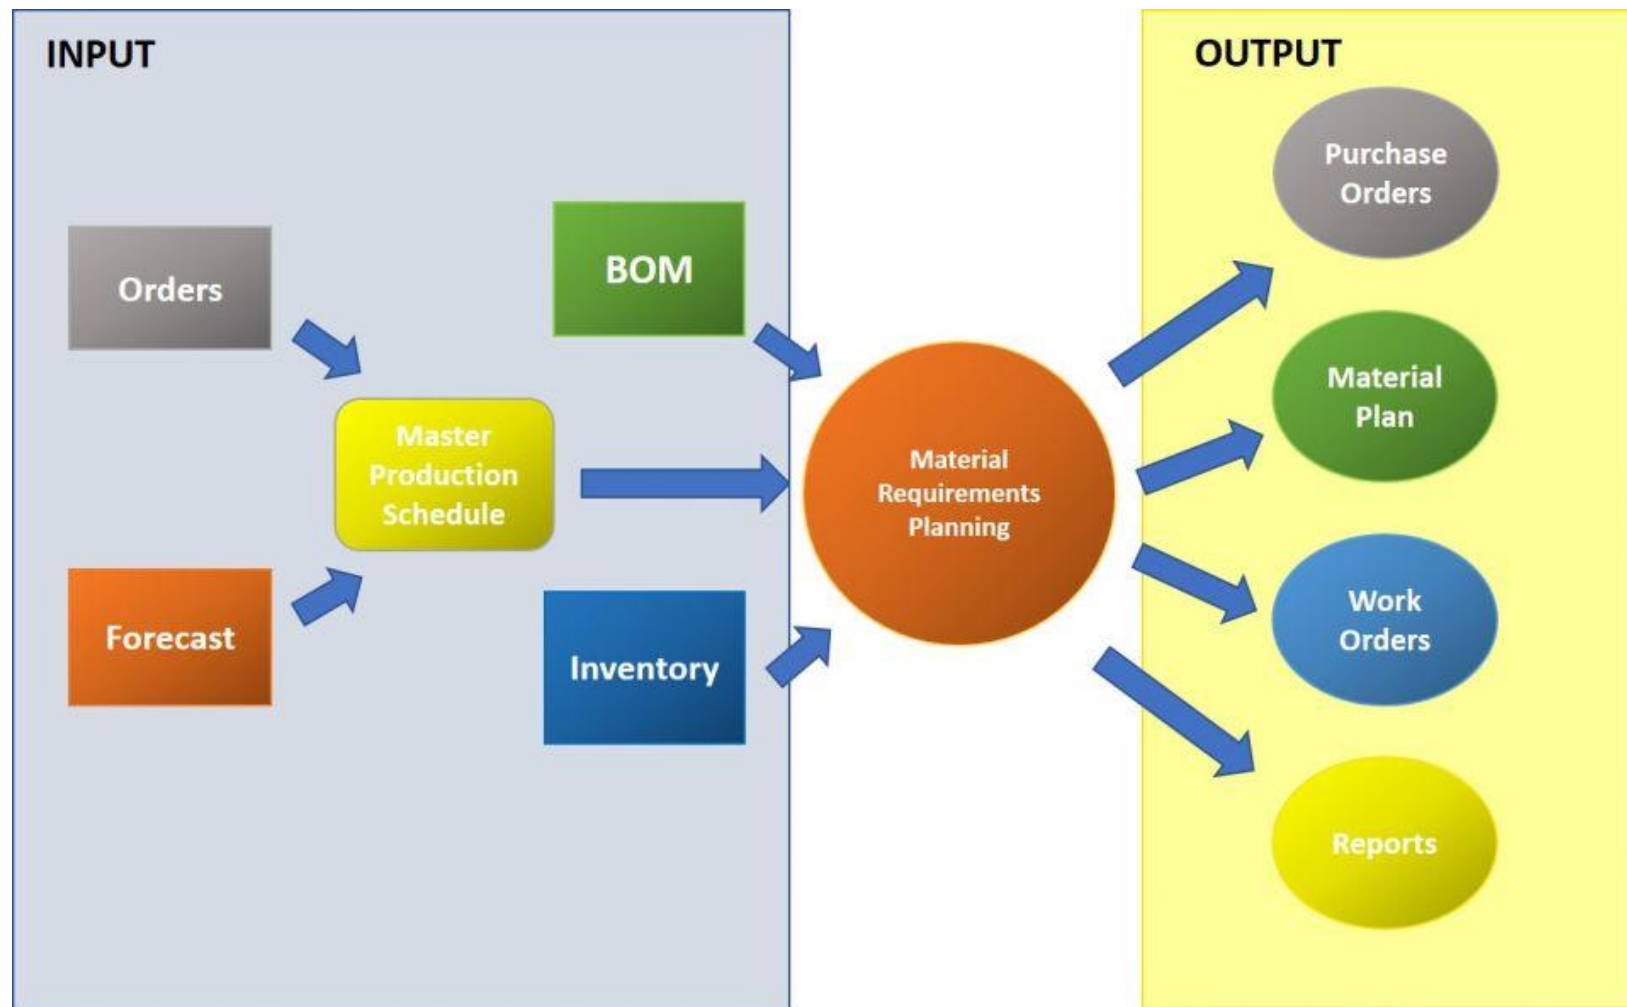 INPUT
Orders
Forecast
Master
Production
Schedule
BOM
Inventory
Material
Requirements
Planning
OUTPUT
Purchase
Orders
Material
Plan
Work
Orders
Reports